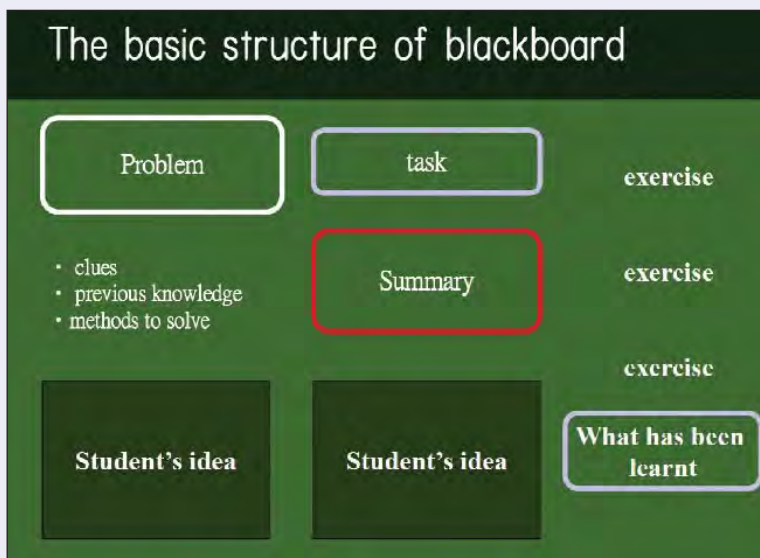 The basic structure of blackboard
Problem
・clues
・previous knowledge
・methods to solve
Student's idea
task
Summary
Student's idea
exercise
exercise
exercise
What has been
learnt